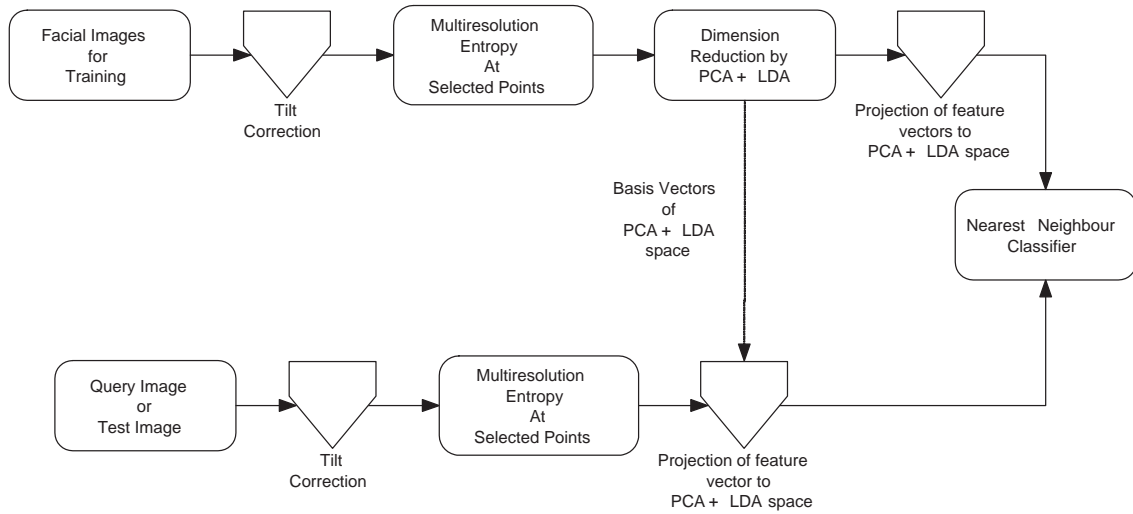 Facial Images
for
Training
Tilt
Correction
Multiresolution
Entropy
At
Selected Points
Dimension
Reduction by
PCA + LDA
Projection of feature
vectors to
PCA + LDA space
Basis Vectors
of
PCA + LDA
space
Nearest Neighbour
Classifier
Query Image
or
Test Image
Tilt
Correction
Multiresolution
Entropy
At
Selected Points
Projection of feature
vector to
PCA + LDA space